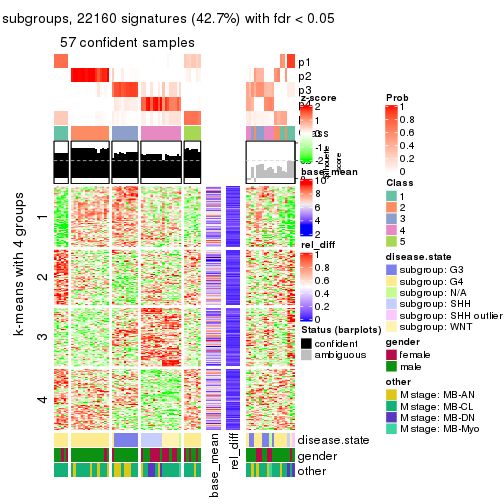 subgroups, 22160 signatures (42.7%) with fdr < 0.05
57 confident samples
p1
p2
p3
z-score
2
1
0
-1
-2
base_mean
10
8
6
4
2
rel_diff
1
0.8
0.6
0.4
0.2
0
Status (barplots)
confident
ambiguous
Prob
1
0.8
0.6
0.4
0.2
0
Class
1
2
3
4
5
disease.state
subgroup: G3
subgroup: G4
subgroup: N/A
subgroup: SHH
subgroup: SHH outlier
subgroup: WNT
gender
female
male
other
M stage: MB-AN
M stage: MB-CL
M stage: MB-DN
M stage: MB-Myo
k-means with 4 groups
1
2
3
4
disease.state
gender
other
base_mean
rel_diff